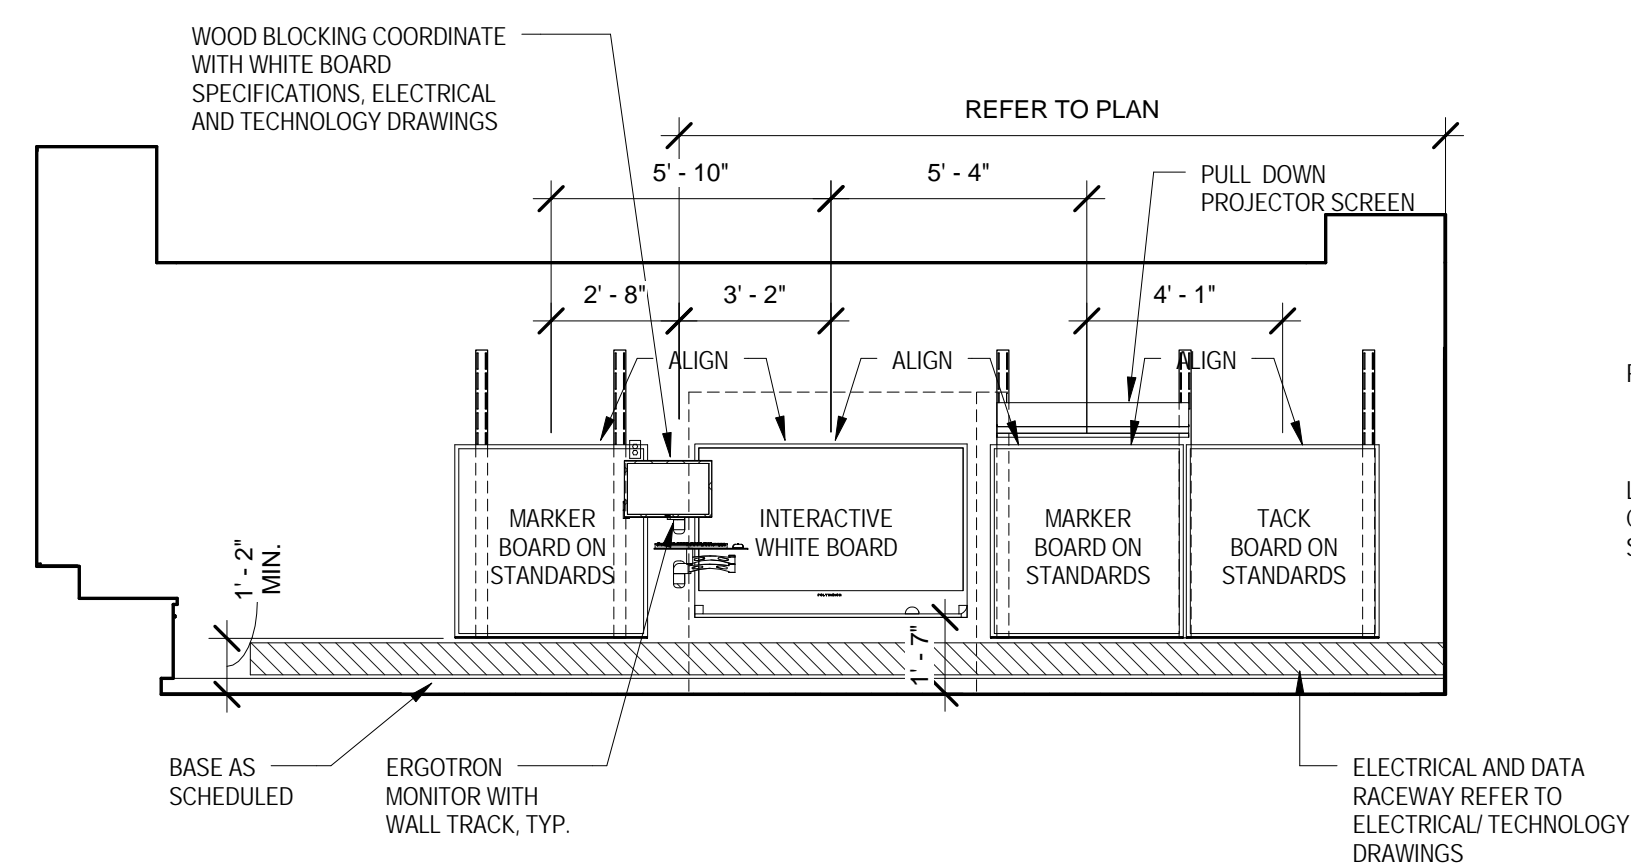 WOOD BLOCKING COORDINATE
WITH WHITE BOARD
SPECIFICATIONS, ELECTRICAL
AND TECHNOLOGY DRAWINGS
REFER TO PLAN
5' - 10"
5' - 4"
PULL DOWN
PROJECTOR SCREEN
2' - 8"
3' - 2"
4' - 1"
ALIGN
ALIGN
ALIGN
MARKER
BOARD ON
STANDARDS
INTERACTIVE
WHITE BOARD
MARKER
BOARD ON
STANDARDS
TACK
BOARD ON
STANDARDS
1' - 2"
MIN.
1' - 7"
BASE AS
SCHEDULED
ERGOTRON
MONITOR WITH
WALL TRACK, TYP.
ELECTRICAL AND DATA
RACEWAY REFER TO
ELECTRICAL/ TECHNOLOGY
DRAWINGS